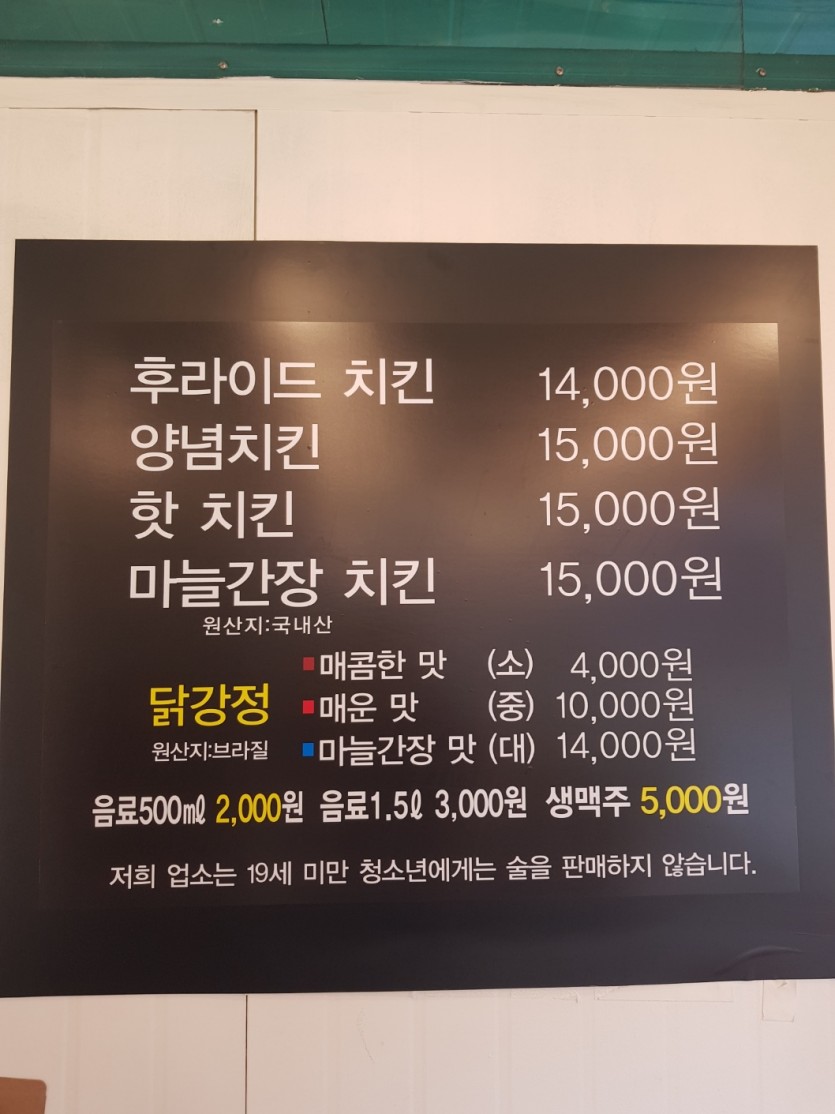 후라이드 치킨 14,000원
양념치킨 15,000원
핫 치킨 15,000원
마늘간장 치킨 15,000원
원산지:국내산
매콤한 맛 (소) 4,000원
닭강정 매운 맛 (중) 10,000원
원산지:브라질 마늘간장 맛 (대) 14,000원
음료500㎖ 2,000원 음료1.5ℓ 3,000원 생맥주 5,000원
저희 업소는 19세 미만 청소년에게는 술을 판매하지 않습니다.